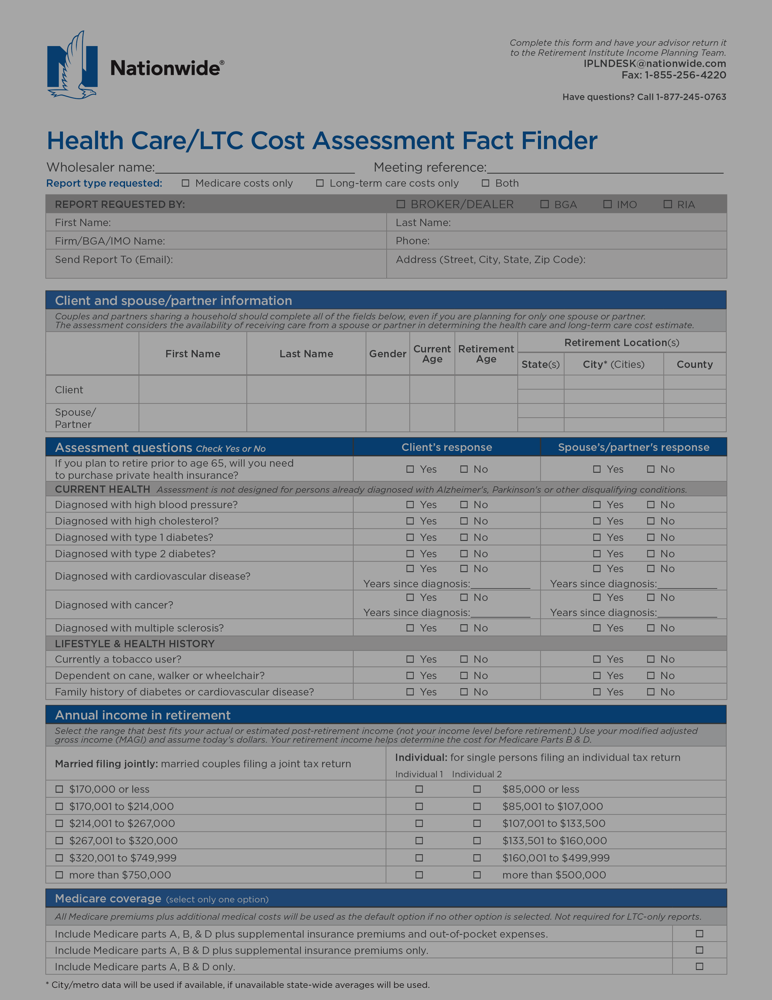 Nationwide®
Complete this form and have your advisor return it
to the Retirement Institute Income Planning Team.
IPLNDESK@nationwide.com
Fax: 1-855-256-4220
Have questions? Call 1-877-245-0763
Health Care/LTC Cost Assessment Fact Finder
Wholesaler name: Meeting reference:
Report type requested: ☐ Medicare costs only ☐ Long-term care costs only ☐ Both
REPORT REQUESTED BY: ☐ BROKER/DEALER ☐ BGA ☐ IMO ☐ RIA
First Name: Last Name:
Firm/BGA/IMO Name: Phone:
Send Report To (Email): Address (Street, City, State, Zip Code):
Client and spouse/partner information
Couples and partners sharing a household should complete all of the fields below, even if you are planning for only one spouse or partner.
The assessment considers the availability of receiving care from a spouse or partner in determining the health care and long-term care cost estimate.
First Name Last Name Gender Current Age Retirement Age Retirement Location(s)
State(s) City* (Cities) County
Client
Spouse/
Partner
Assessment questions Check Yes or No Client's response Spouse's/partner's response
If you plan to retire prior to age 65, will you need
to purchase private health insurance? ☐ Yes ☐ No ☐ Yes ☐ No
CURRENT HEALTH Assessment is not designed for persons already diagnosed with Alzheimer's, Parkinson's or other disqualifying conditions.
Diagnosed with high blood pressure? ☐ Yes ☐ No ☐ Yes ☐ No
Diagnosed with high cholesterol? ☐ Yes ☐ No ☐ Yes ☐ No
Diagnosed with type 1 diabetes? ☐ Yes ☐ No ☐ Yes ☐ No
Diagnosed with type 2 diabetes? ☐ Yes ☐ No ☐ Yes ☐ No
Diagnosed with cardiovascular disease? ☐ Yes ☐ No ☐ Yes ☐ No
Years since diagnosis: Years since diagnosis:
Diagnosed with cancer? ☐ Yes ☐ No ☐ Yes ☐ No
Years since diagnosis: Years since diagnosis:
Diagnosed with multiple sclerosis? ☐ Yes ☐ No ☐ Yes ☐ No
LIFESTYLE & HEALTH HISTORY
Currently a tobacco user? ☐ Yes ☐ No ☐ Yes ☐ No
Dependent on cane, walker or wheelchair? ☐ Yes ☐ No ☐ Yes ☐ No
Family history of diabetes or cardiovascular disease? ☐ Yes ☐ No ☐ Yes ☐ No
Annual income in retirement
Select the range that best fits your actual or estimated post-retirement income (not your income level before retirement.) Use your modified adjusted
gross income (MAGI) and assume today's dollars. Your retirement income helps determine the cost for Medicare Parts B & D.
Married filing jointly: married couples filing a joint tax return Individual: for single persons filing an individual tax return
Individual 1 Individual 2
☐ $170,000 or less ☐ ☐ $85,000 or less
☐ $170,001 to $214,000 ☐ ☐ $85,001 to $107,000
☐ $214,001 to $267,000 ☐ ☐ $107,001 to $133,500
☐ $267,001 to $320,000 ☐ ☐ $133,501 to $160,000
☐ $320,001 to $749,999 ☐ ☐ $160,001 to $499,999
☐ more than $750,000 ☐ ☐ more than $500,000
Medicare coverage (select only one option)
All Medicare premiums plus additional medical costs will be used as the default option if no other option is selected. Not required for LTC-only reports.
Include Medicare parts A, B, & D plus supplemental insurance premiums and out-of-pocket expenses. ☐
Include Medicare parts A, B & D plus supplemental insurance premiums only. ☐
Include Medicare parts A, B & D only. ☐
* City/metro data will be used if available, if unavailable state-wide averages will be used.